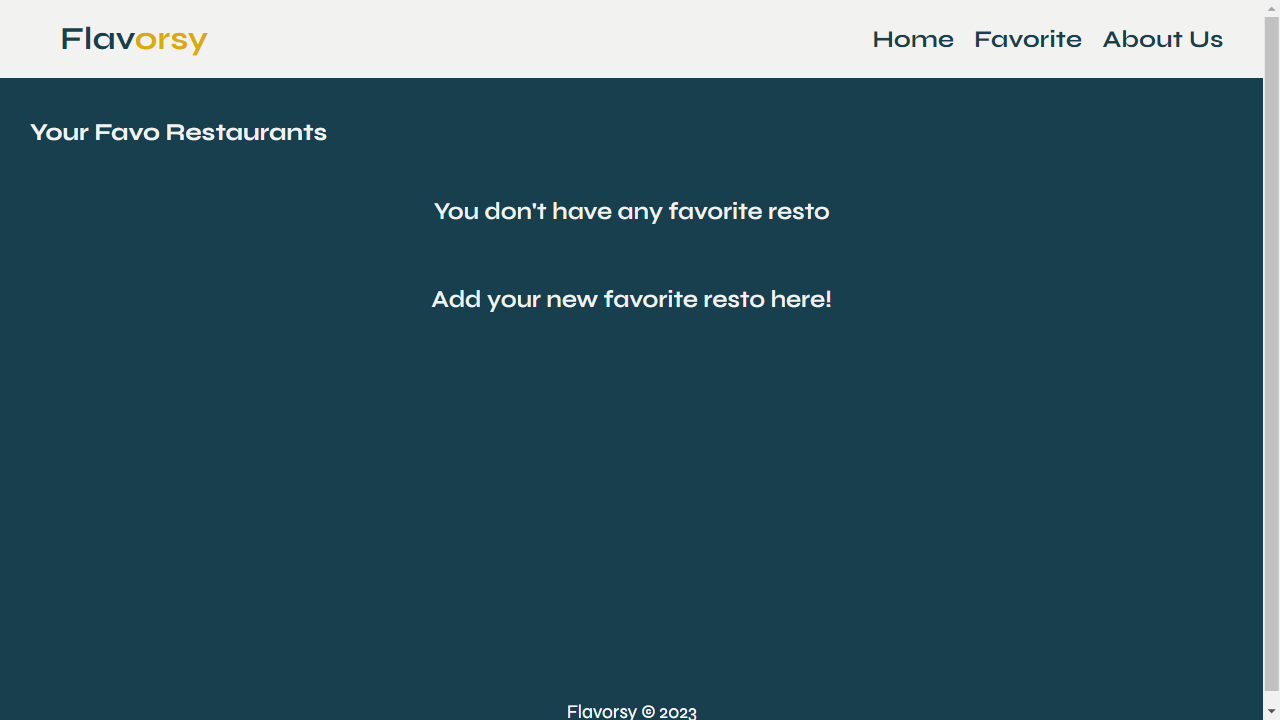 Flavorsy
Home Favorite About Us
Your Favo Restaurants
You don't have any favorite resto
Add your new favorite resto here!
Flavorsy © 2023